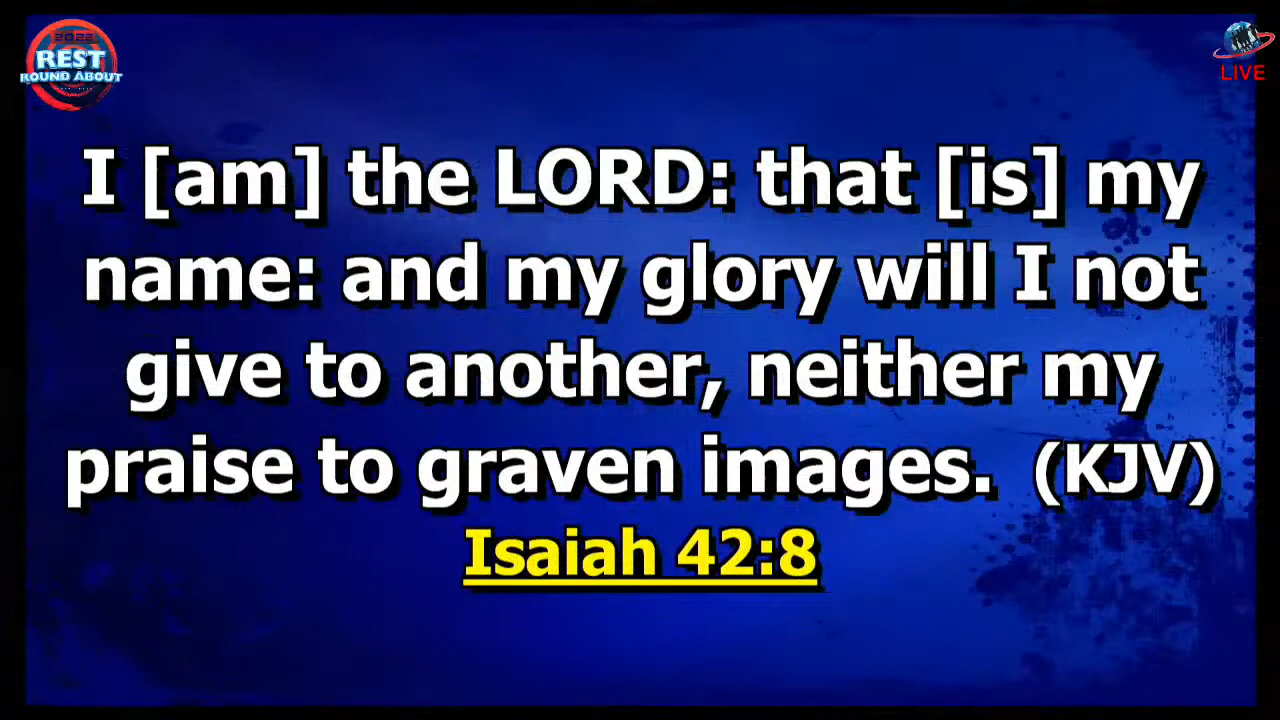 2023
REST
ROUND ABOUT
LIVE
I [am] the LORD: that [is] my
name: and my glory will I not
give to another, neither my
praise to graven images.  (KJV)
Isaiah 42:8